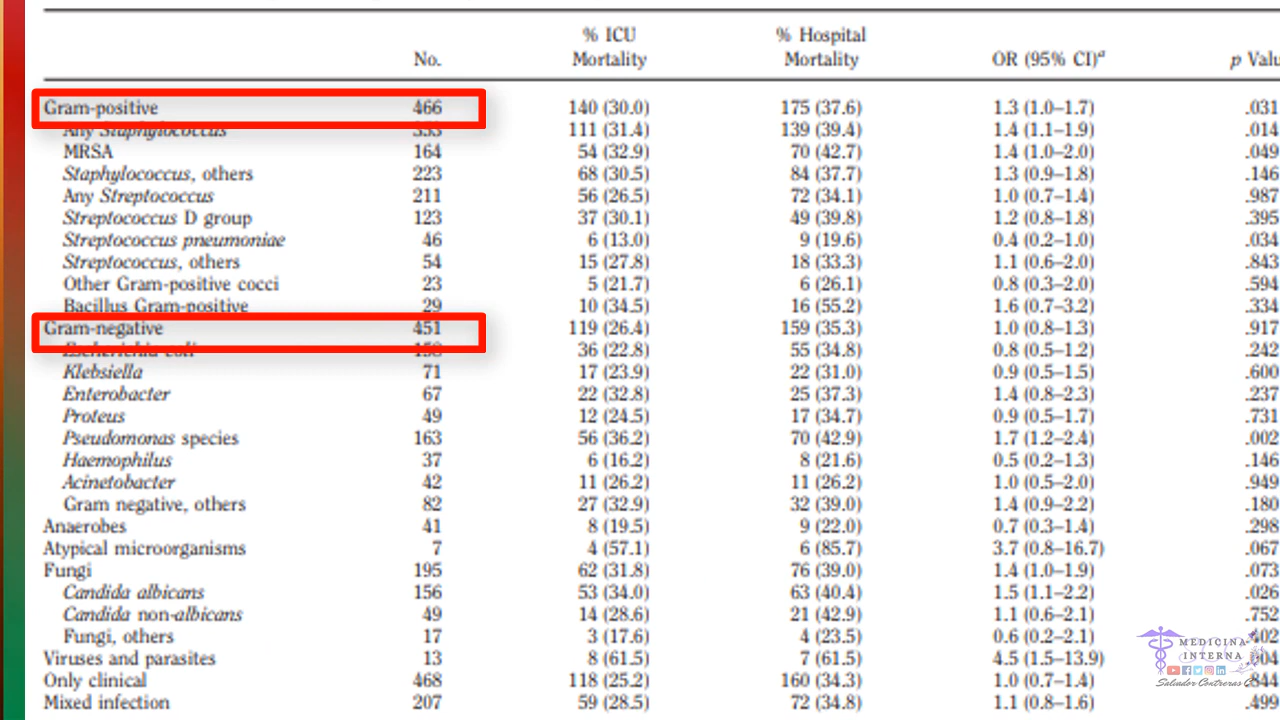 % ICU % Hospital
No. Mortality Mortality OR (95% CI)a p Valu
Gram-positive 466 140 (30.0) 175 (37.6) 1.3 (1.0–1.7) .031
Any Staphylococcus 353 111 (31.4) 139 (39.4) 1.4 (1.1–1.9) .014
MRSA 164 54 (32.9) 70 (42.7) 1.4 (1.0–2.0) .049
Staphylococcus, others 223 68 (30.5) 84 (37.7) 1.3 (0.9–1.8) .146
Any Streptococcus 211 56 (26.5) 72 (34.1) 1.0 (0.7–1.4) .987
Streptococcus D group 123 37 (30.1) 49 (39.8) 1.2 (0.8–1.8) .395
Streptococcus pneumoniae 46 6 (13.0) 9 (19.6) 0.4 (0.2–1.0) .034
Streptococcus, others 54 15 (27.8) 18 (33.3) 1.1 (0.6–2.0) .843
Other Gram-positive cocci 23 5 (21.7) 6 (26.1) 0.8 (0.3–2.0) .594
Bacillus Gram-positive 29 10 (34.5) 16 (55.2) 1.6 (0.7–3.2) .334
Gram-negative 451 119 (26.4) 159 (35.3) 1.0 (0.8–1.3) .917
Escherichia coli 36 (22.8) 55 (34.8) 0.8 (0.5–1.2) .242
Klebsiella 71 17 (23.9) 22 (31.0) 0.9 (0.5–1.5) .600
Enterobacter 67 22 (32.8) 25 (37.3) 1.4 (0.8–2.3) .237
Proteus 49 12 (24.5) 17 (34.7) 0.9 (0.5–1.7) .731
Pseudomonas species 163 56 (36.2) 70 (42.9) 1.7 (1.2–2.4) .002
Haemophilus 37 6 (16.2) 8 (21.6) 0.5 (0.2–1.3) .146
Acinetobacter 42 11 (26.2) 11 (26.2) 1.0 (0.5–2.0) .949
Gram negative, others 82 27 (32.9) 32 (39.0) 1.4 (0.9–2.2) .180
Anaerobes 41 8 (19.5) 9 (22.0) 0.7 (0.3–1.4) .298
Atypical microorganisms 7 4 (57.1) 6 (85.7) 3.7 (0.8–16.7) .067
Fungi 195 62 (31.8) 76 (39.0) 1.4 (1.0–1.9) .073
Candida albicans 156 53 (34.0) 63 (40.4) 1.5 (1.1–2.2) .026
Candida non-albicans 49 14 (28.6) 21 (42.9) 1.1 (0.6–2.1) .752
Fungi, others 17 3 (17.6) 4 (23.5) 0.6 (0.2–2.1)
Viruses and parasites 13 8 (61.5) 7 (61.5) 4.5 (1.5–13.9)
Only clinical 468 118 (25.2) 160 (34.3) 1.0 (0.7–1.4) .844
Mixed infection 207 59 (28.5) 72 (34.8) 1.1 (0.8–1.6) .499
MEDICINA
INTERNA
Salvador Contreras C.